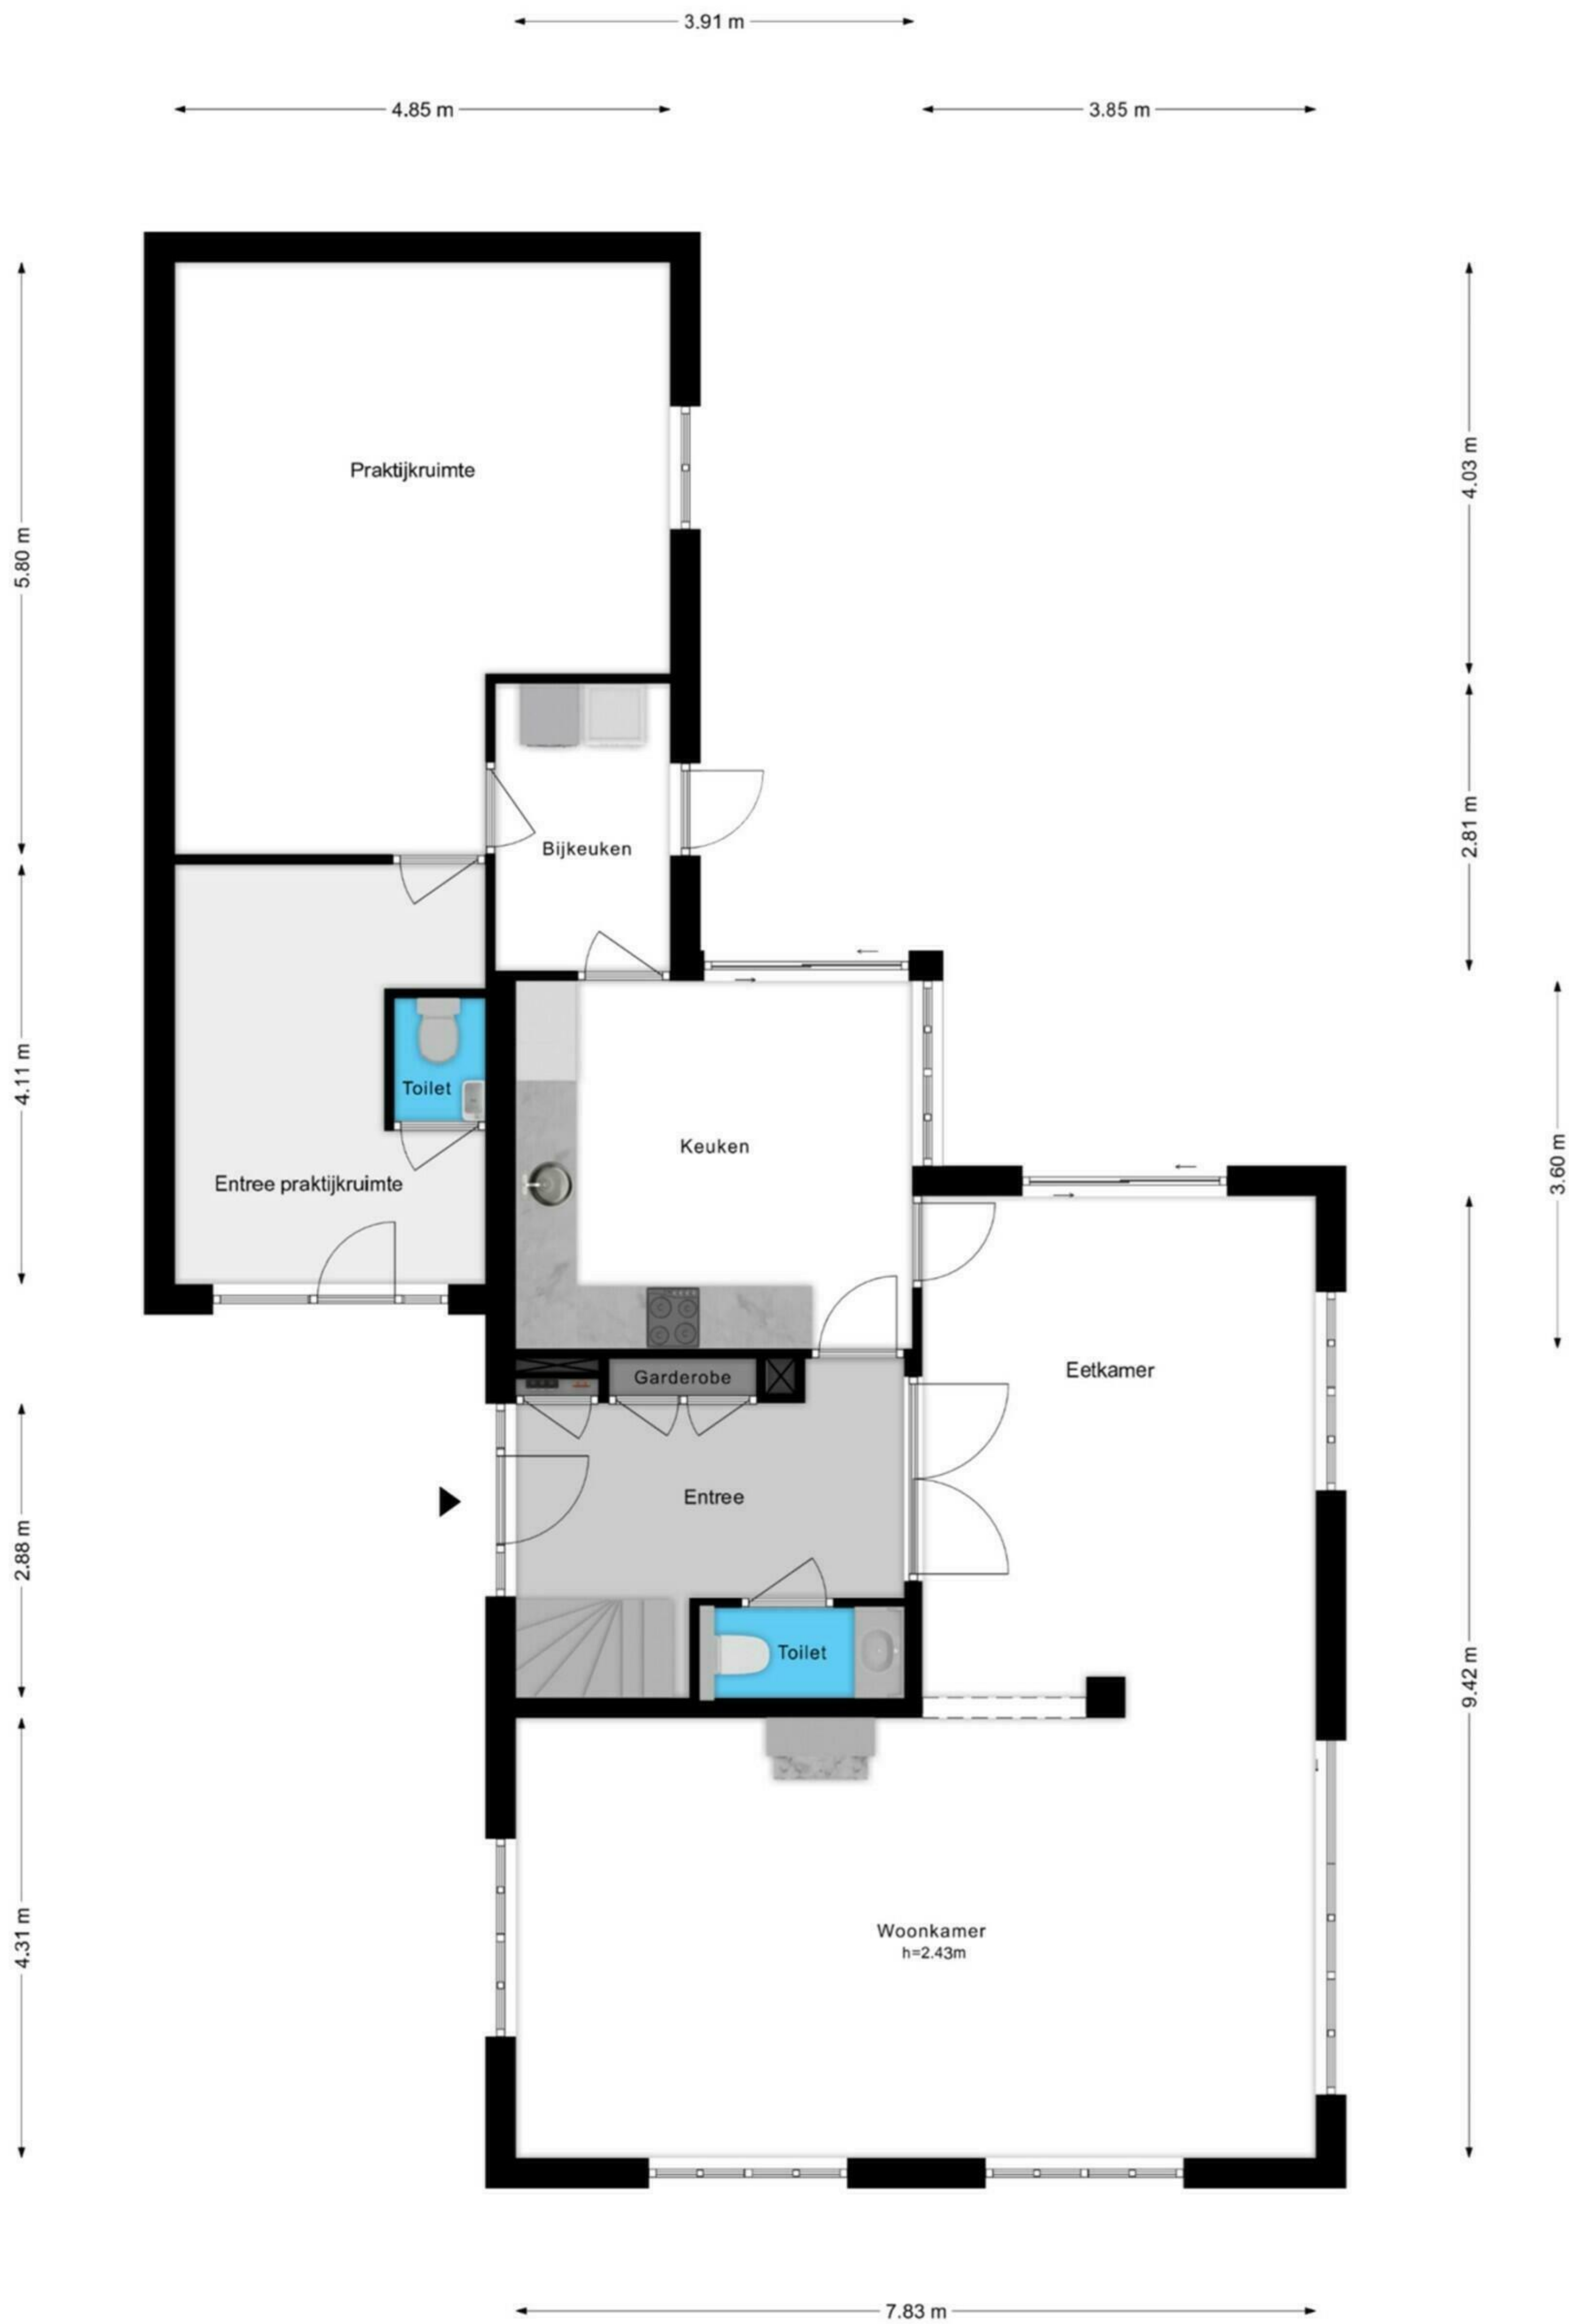 3.91 m
4.85 m
3.85 m
Praktijkruimte
4.03 m
5.80 m
2.81 m
Bijkeuken
4.11 m
Toilet
Keuken
3.60 m
Entree praktijkruimte
Eetkamer
Garderobe
Entree
2.88 m
Toilet
9.42 m
4.31 m
Woonkamer
h=2.43m
7.83 m